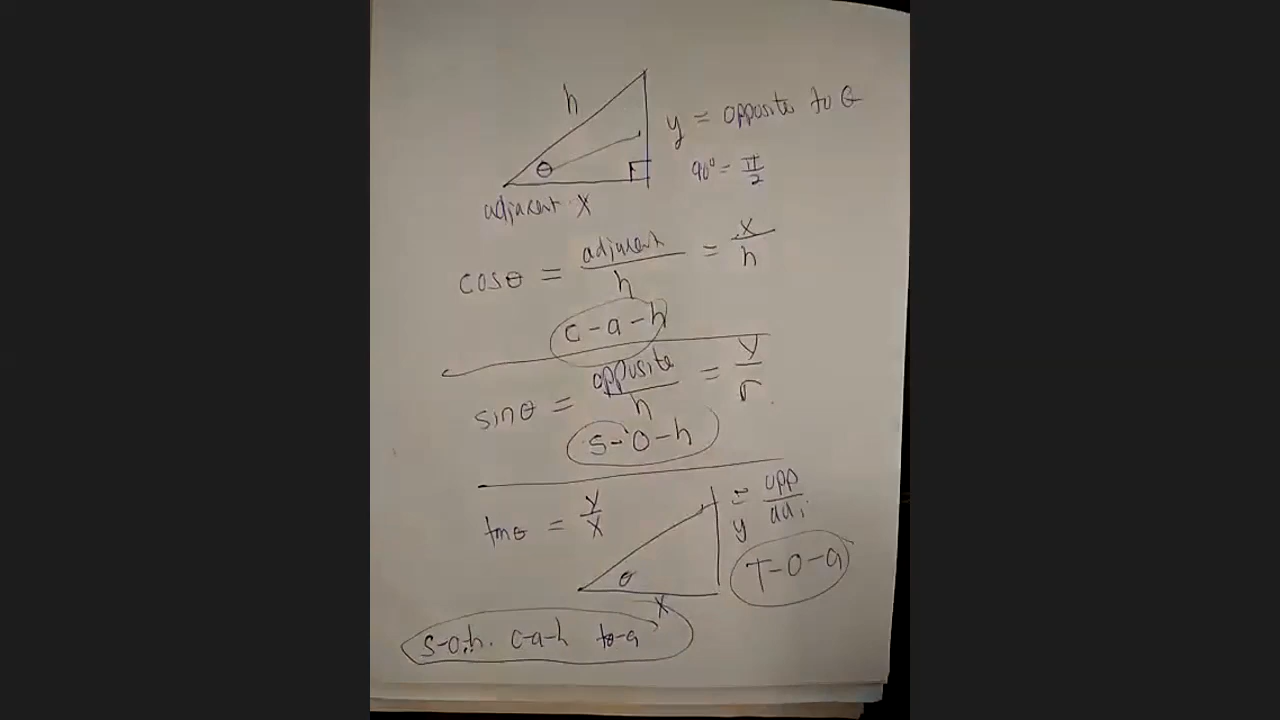 h
y = opposite to θ
θ
90° = π/2
adjacent x
cosθ = adjacent/h = x/h
c-a-h
sinθ = opposite/h = y/r
s-o-h
tanθ = y/x
= opp/adj
y
θ
T-o-a
x
s-o-h. c-a-h to-a